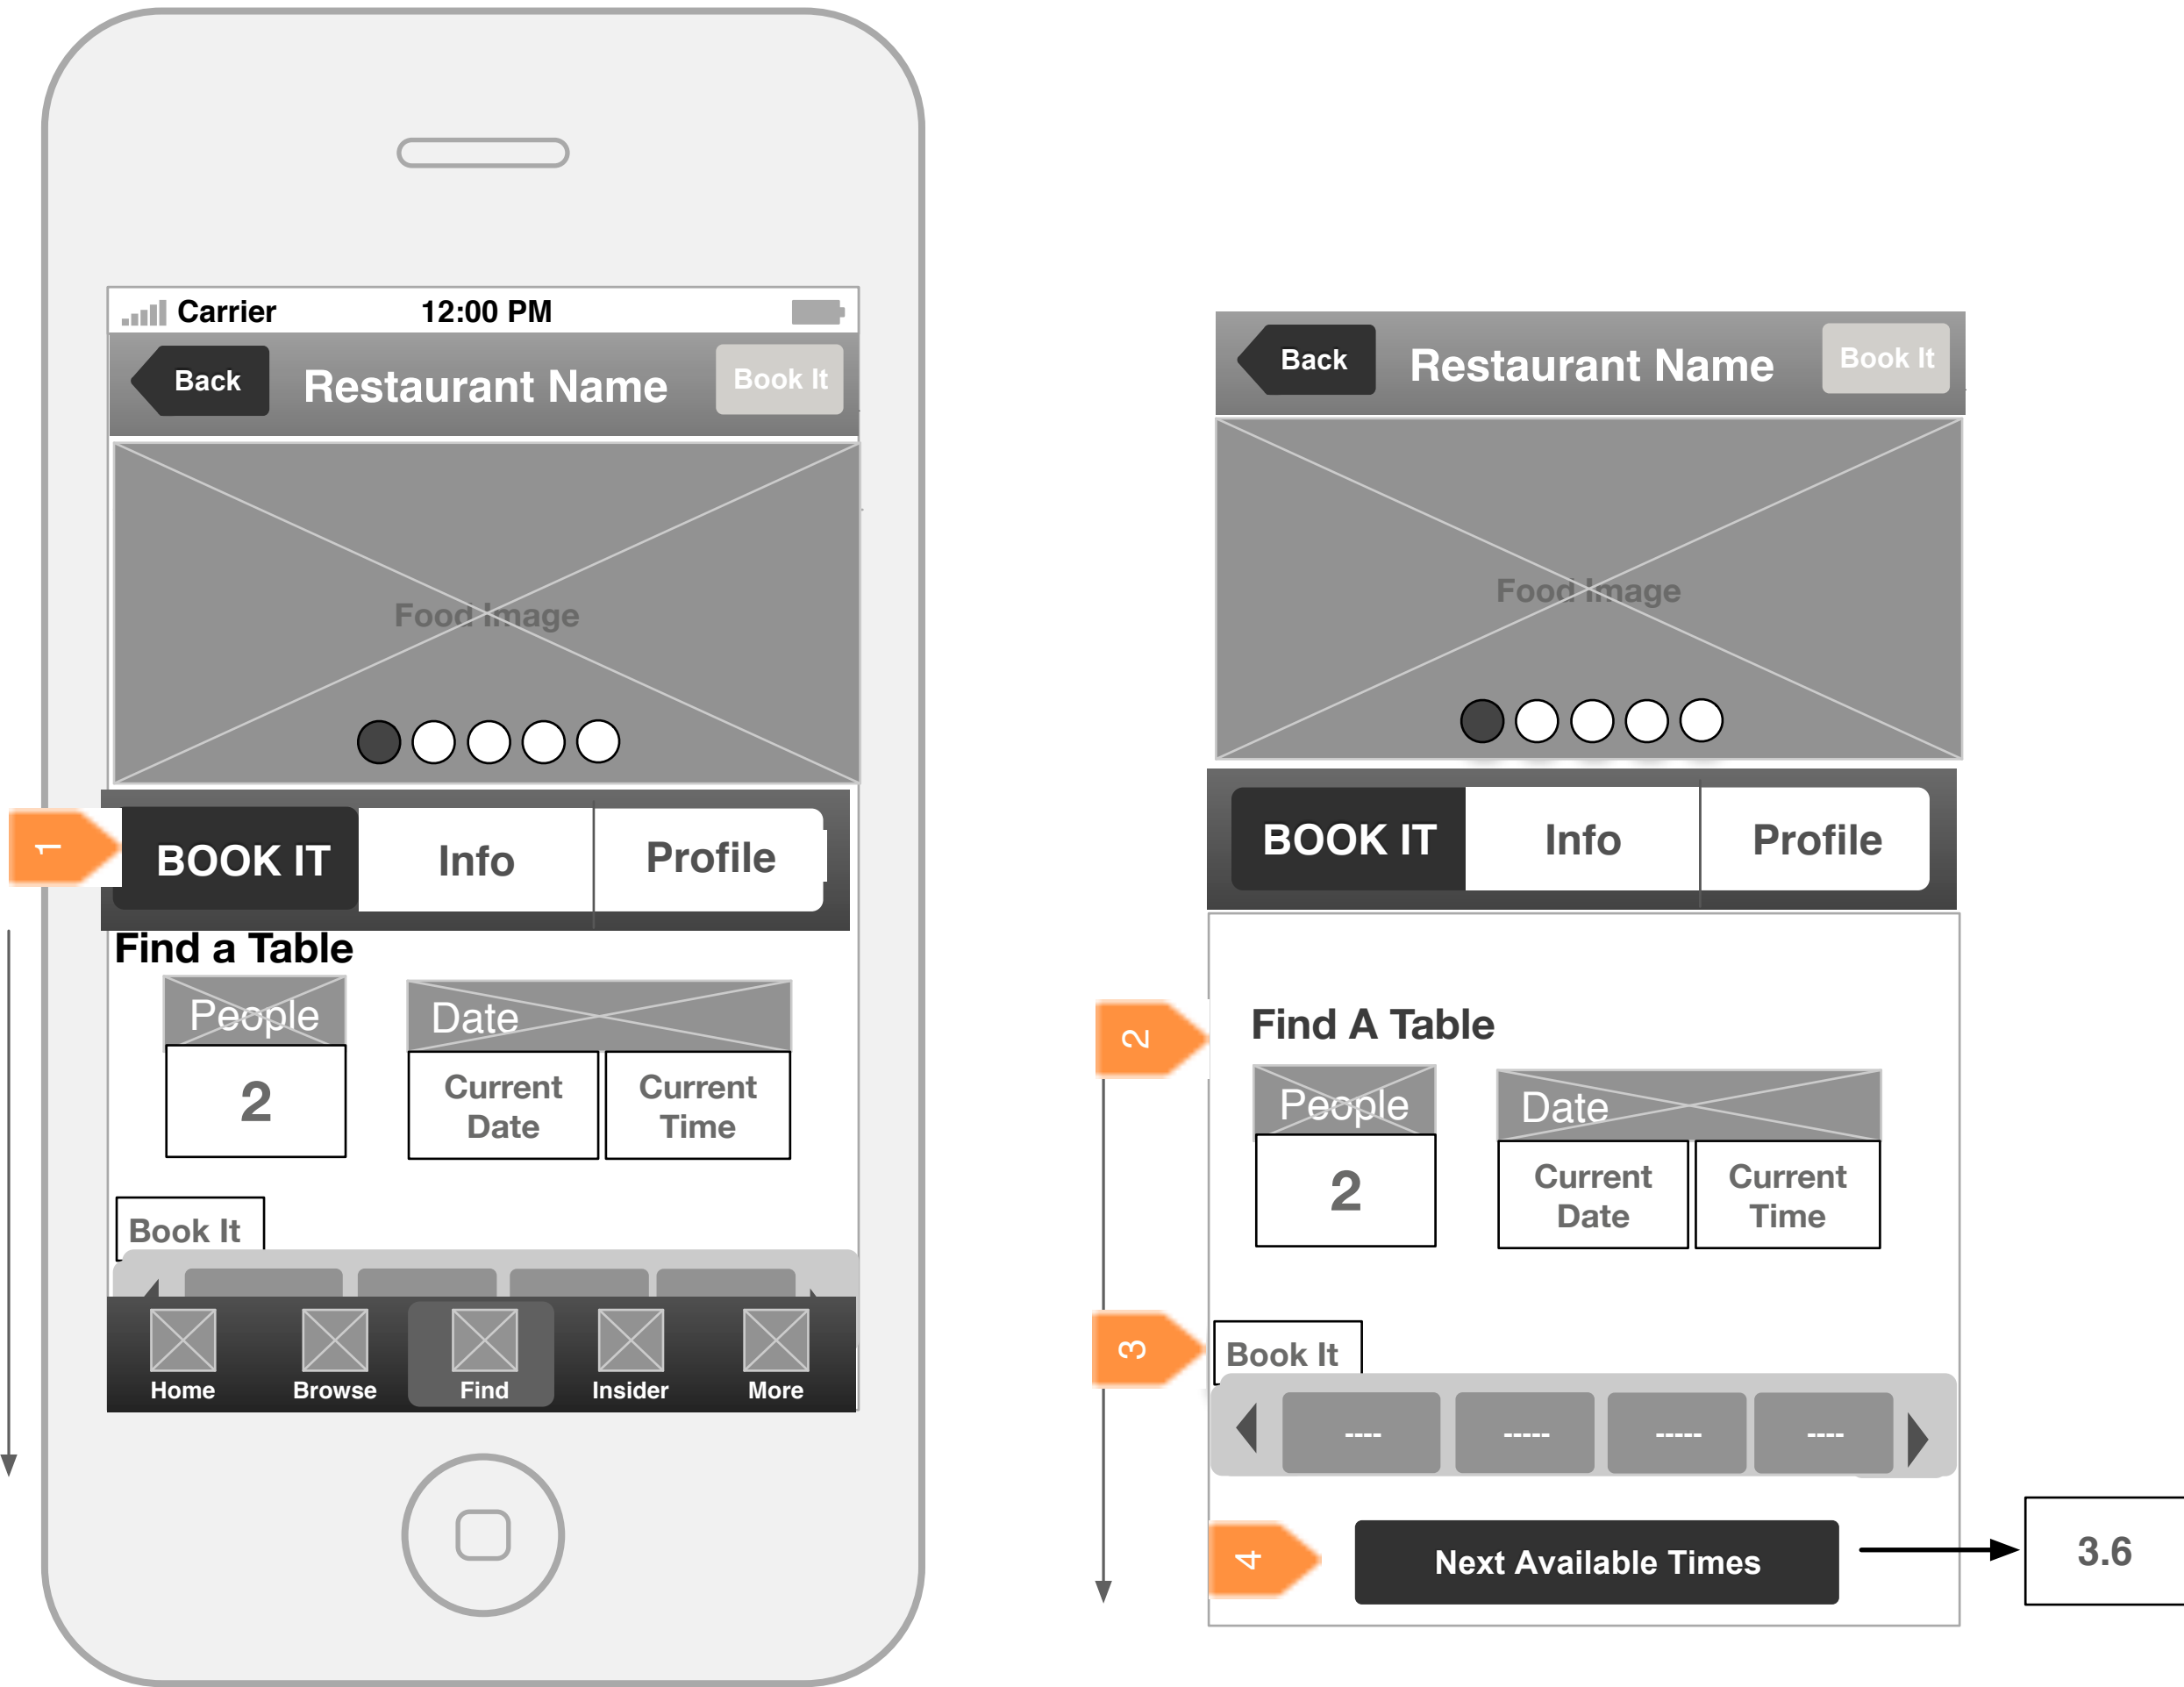 Carrier 12:00 PM
Back Restaurant Name Book It
Food Image
1
BOOK IT Info Profile
Find a Table
People Date
2 Current Date Current Time
Book It
Home Browse Find Insider More
Back Restaurant Name Book It
Food Image
BOOK IT Info Profile
2
Find A Table
People Date
2 Current Date Current Time
3
Book It
---- ----- ----- ----
4
Next Available Times 3.6